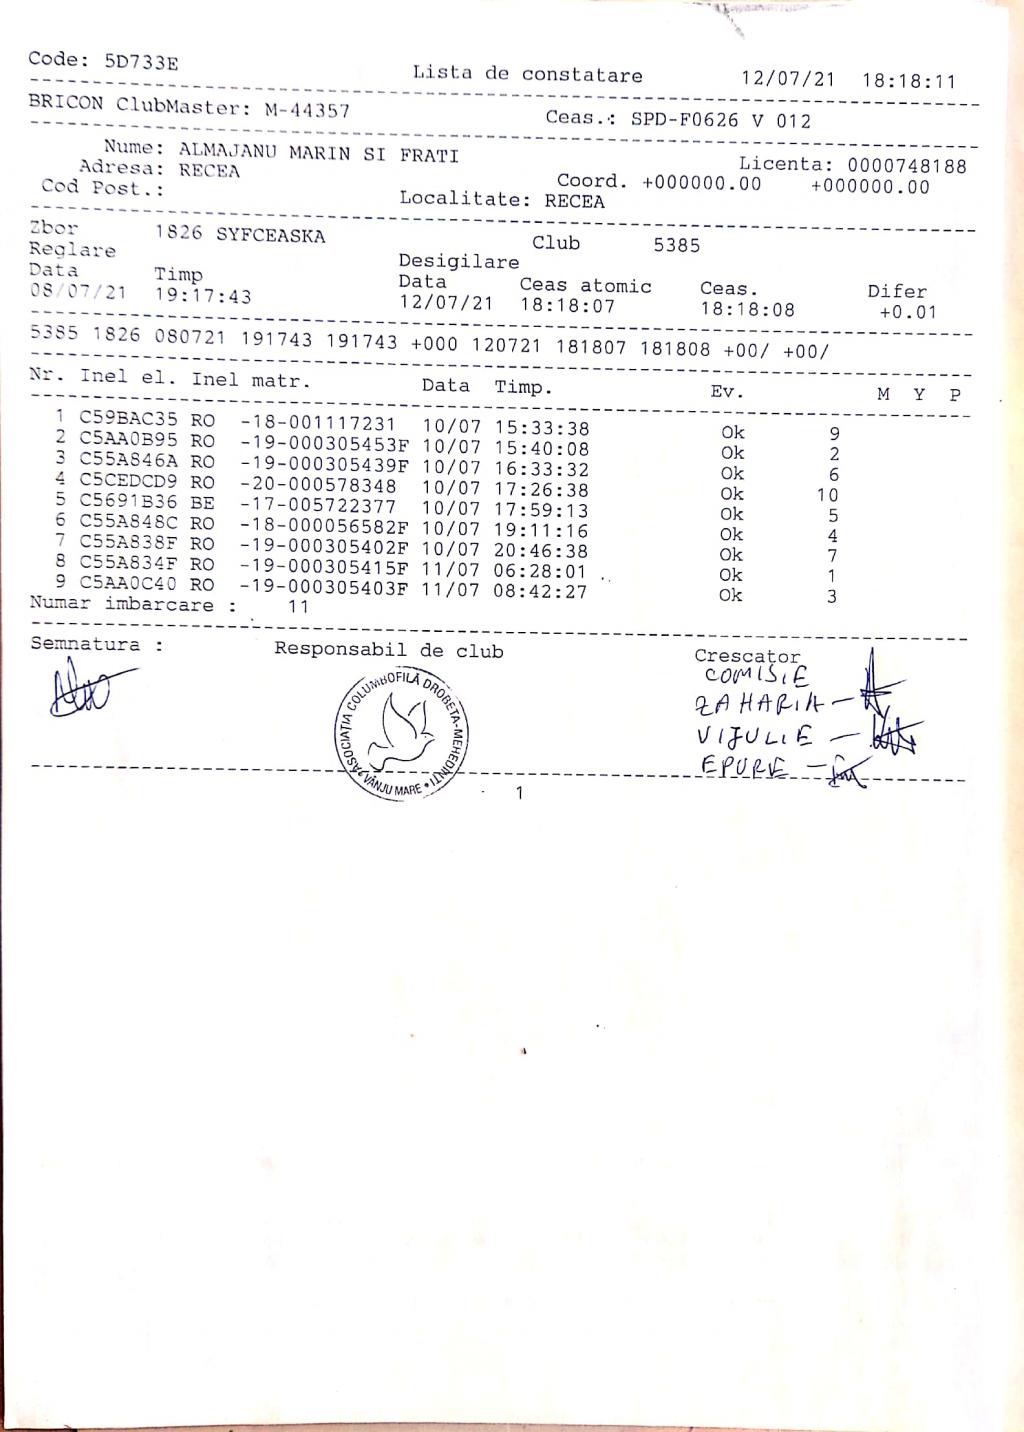 Code: 5D733E Lista de constatare 12/07/21 18:18:11
BRICON ClubMaster: M-44357 Ceas.: SPD-F0626 V 012
Nume: ALMAJANU MARIN SI FRATI Licenta: 0000748188
Adresa: RECEA Coord. +000000.00 +000000.00
Cod Post.: Localitate: RECEA
Zbor 1826 SYFCEASKA Club 5385
Reglare Desigilare
Data Timp Data Ceas atomic Ceas. Difer
08/07/21 19:17:43 12/07/21 18:18:07 18:18:08 +0.01
5385 1826 080721 191743 191743 +000 120721 181807 181808 +00/ +00/
Nr. Inel el. Inel matr. Data Timp. Ev. M Y P
1 C59BAC35 RO -18-001117231 10/07 15:33:38 Ok 9
2 C5AA0B95 RO -19-000305453F 10/07 15:40:08 Ok 2
3 C55A846A RO -19-000305439F 10/07 16:33:32 Ok 6
4 C5CEDCD9 RO -20-000578348 10/07 17:26:38 Ok 10
5 C5691B36 BE -17-005722377 10/07 17:59:13 Ok 5
6 C55A848C RO -18-000056582F 10/07 19:11:16 Ok 4
7 C55A838F RO -19-000305402F 10/07 20:46:38 Ok 7
8 C55A834F RO -19-000305415F 11/07 06:28:01 Ok 1
9 C5AA0C40 RO -19-000305403F 11/07 08:42:27 Ok 3
Numar imbarcare : 11
Semnatura : Responsabil de club Crescator
COMISIE
ZAHARIA -
VIJULIE -
EPURE -
ASOCIAȚIA COLUMBOFILĂ DROBETA-MEHEDINȚI
VÂNJU MARE
1